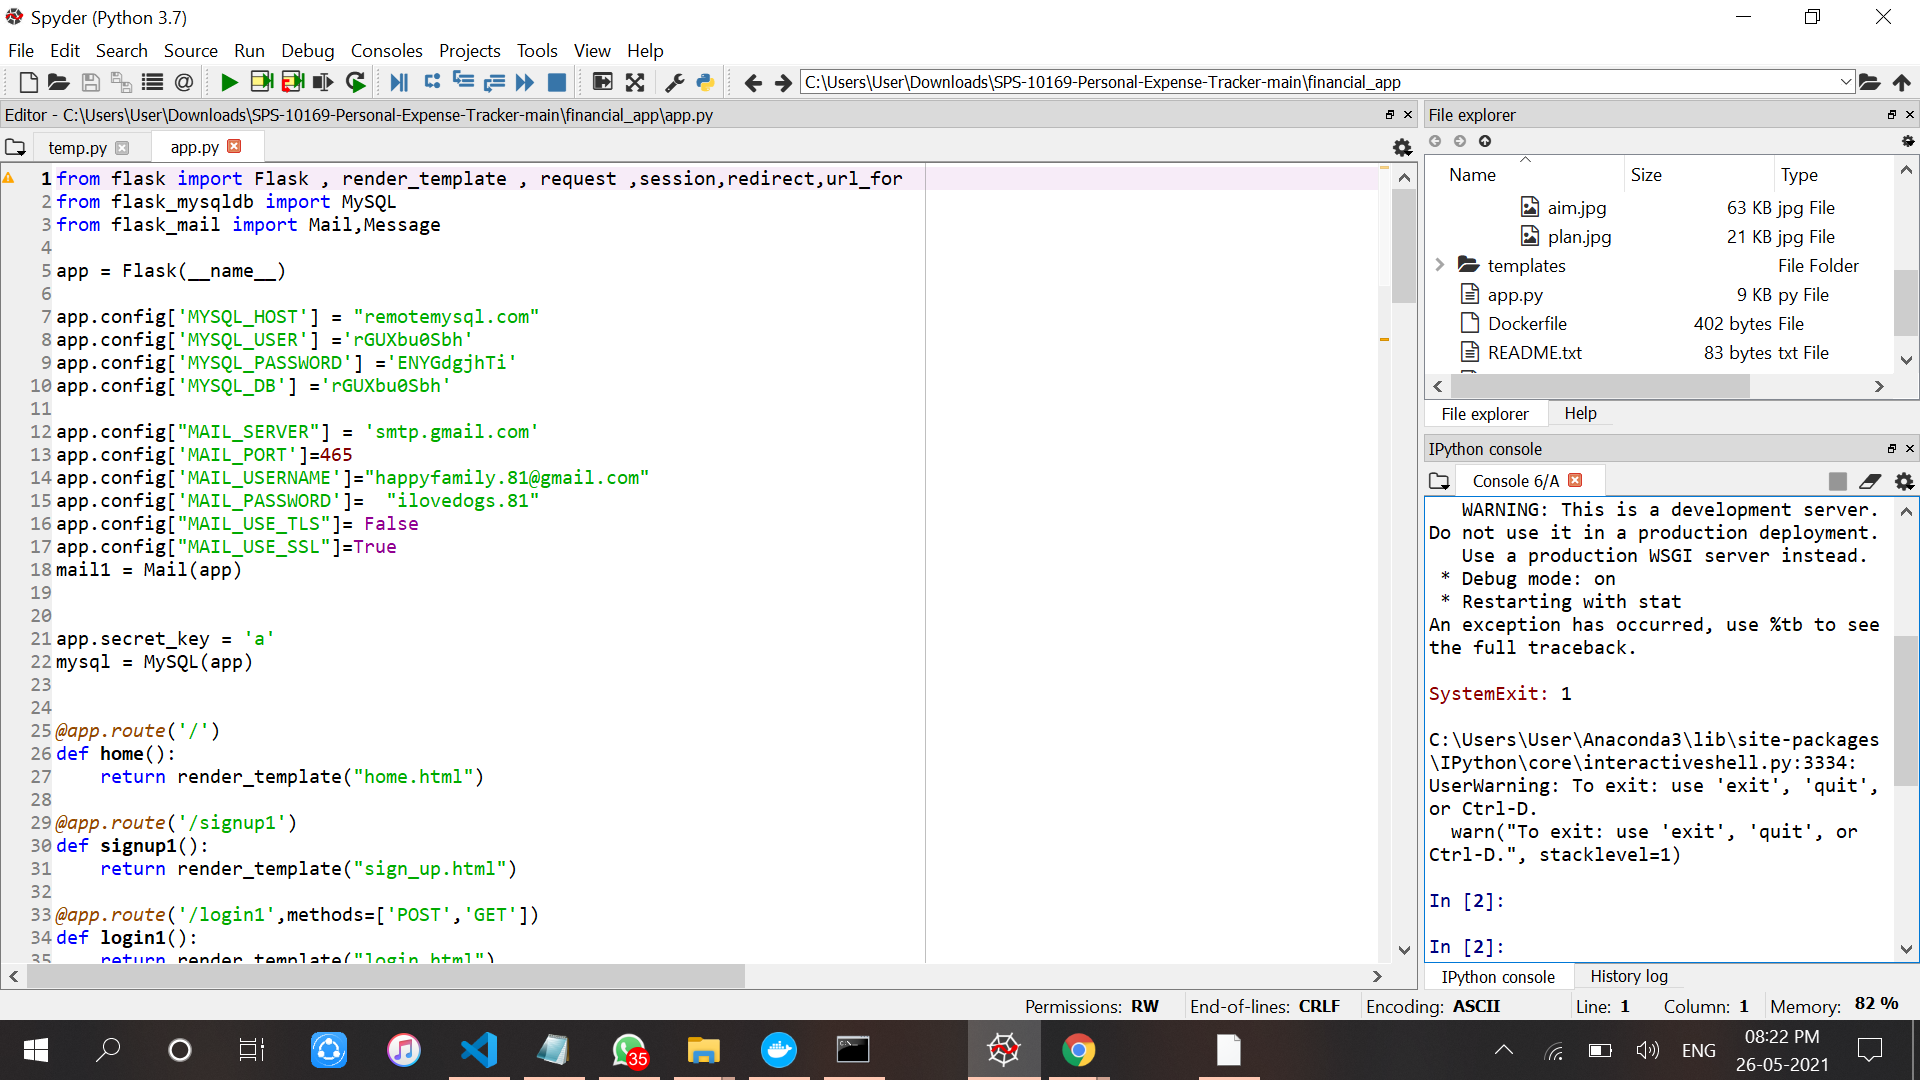 Spyder (Python 3.7)
File Edit Search Source Run Debug Consoles Projects Tools View Help
C:\Users\User\Downloads\SPS-10169-Personal-Expense-Tracker-main\financial_app
Editor - C:\Users\User\Downloads\SPS-10169-Personal-Expense-Tracker-main\financial_app\app.py
temp.py app.py
1 from flask import Flask , render_template , request ,session,redirect,url_for
2 from flask_mysqldb import MySQL
3 from flask_mail import Mail,Message
4
5 app = Flask(__name__)
6
7 app.config['MYSQL_HOST'] = "remotemysql.com"
8 app.config['MYSQL_USER'] ='rGUXbu0Sbh'
9 app.config['MYSQL_PASSWORD'] ='ENYGdgjhTi'
10 app.config['MYSQL_DB'] ='rGUXbu0Sbh'
11
12 app.config["MAIL_SERVER"] = 'smtp.gmail.com'
13 app.config['MAIL_PORT']=465
14 app.config['MAIL_USERNAME']="happyfamily.81@gmail.com"
15 app.config['MAIL_PASSWORD']=  "ilovedogs.81"
16 app.config["MAIL_USE_TLS"]= False
17 app.config["MAIL_USE_SSL"]=True
18 mail1 = Mail(app)
19
20
21 app.secret_key = 'a'
22 mysql = MySQL(app)
23
24
25 @app.route('/')
26 def home():
27     return render_template("home.html")
28
29 @app.route('/signup1')
30 def signup1():
31     return render_template("sign_up.html")
32
33 @app.route('/login1',methods=['POST','GET'])
34 def login1():
35     return render_template("login.html")
File explorer
Name Size Type
aim.jpg 63 KB jpg File
plan.jpg 21 KB jpg File
templates File Folder
app.py 9 KB py File
Dockerfile 402 bytes File
README.txt 83 bytes txt File
File explorer Help
IPython console
Console 6/A
WARNING: This is a development server.
Do not use it in a production deployment.
Use a production WSGI server instead.
* Debug mode: on
* Restarting with stat
An exception has occurred, use %tb to see
the full traceback.
SystemExit: 1
C:\Users\User\Anaconda3\lib\site-packages
\IPython\core\interactiveshell.py:3334:
UserWarning: To exit: use 'exit', 'quit',
or Ctrl-D.
warn("To exit: use 'exit', 'quit', or
Ctrl-D.", stacklevel=1)
In [2]:
In [2]:
IPython console History log
Permissions: RW End-of-lines: CRLF Encoding: ASCII Line: 1 Column: 1 Memory: 82 %
35
ENG
08:22 PM
26-05-2021